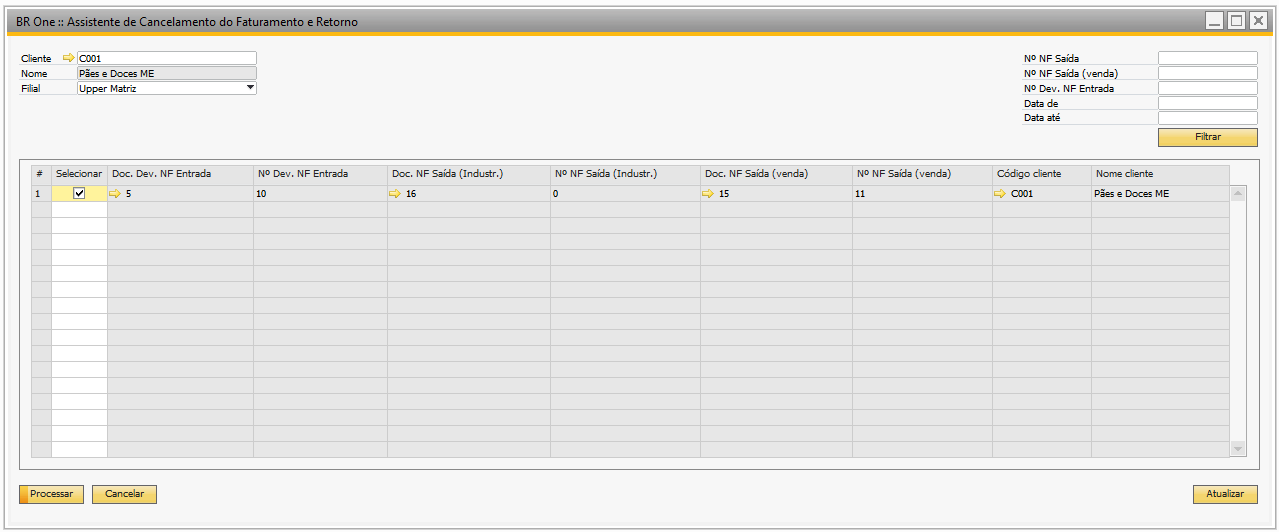 BR One :: Assistente de Cancelamento do Faturamento e Retorno
Cliente C001
Nome Pães e Doces ME
Filial Upper Matriz
Nº NF Saída
Nº NF Saída (venda)
Nº Dev. NF Entrada
Data de
Data até
Filtrar
# Selecionar Doc. Dev. NF Entrada Nº Dev. NF Entrada Doc. NF Saída (Industr.) Nº NF Saída (Industr.) Doc. NF Saída (venda) Nº NF Saída (venda) Código cliente Nome cliente
1 5 10 16 0 15 11 C001 Pães e Doces ME
Processar Cancelar Atualizar